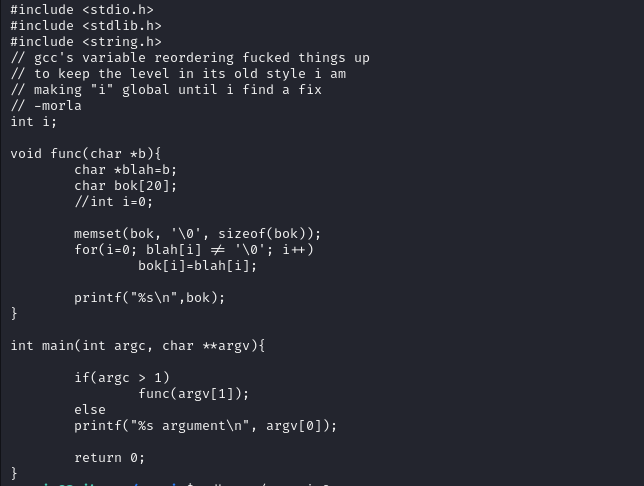 #include <stdio.h>
#include <stdlib.h>
#include <string.h>
// gcc's variable reordering fucked things up
// to keep the level in its old style i am
// making "i" global until i find a fix
// -morla
int i;

void func(char *b){
        char *blah=b;
        char bok[20];
        //int i=0;

        memset(bok, '\0', sizeof(bok));
        for(i=0; blah[i] != '\0'; i++)
                bok[i]=blah[i];

        printf("%s\n",bok);
}

int main(int argc, char **argv){

        if(argc > 1)
                func(argv[1]);
        else
        printf("%s argument\n", argv[0]);

        return 0;
}